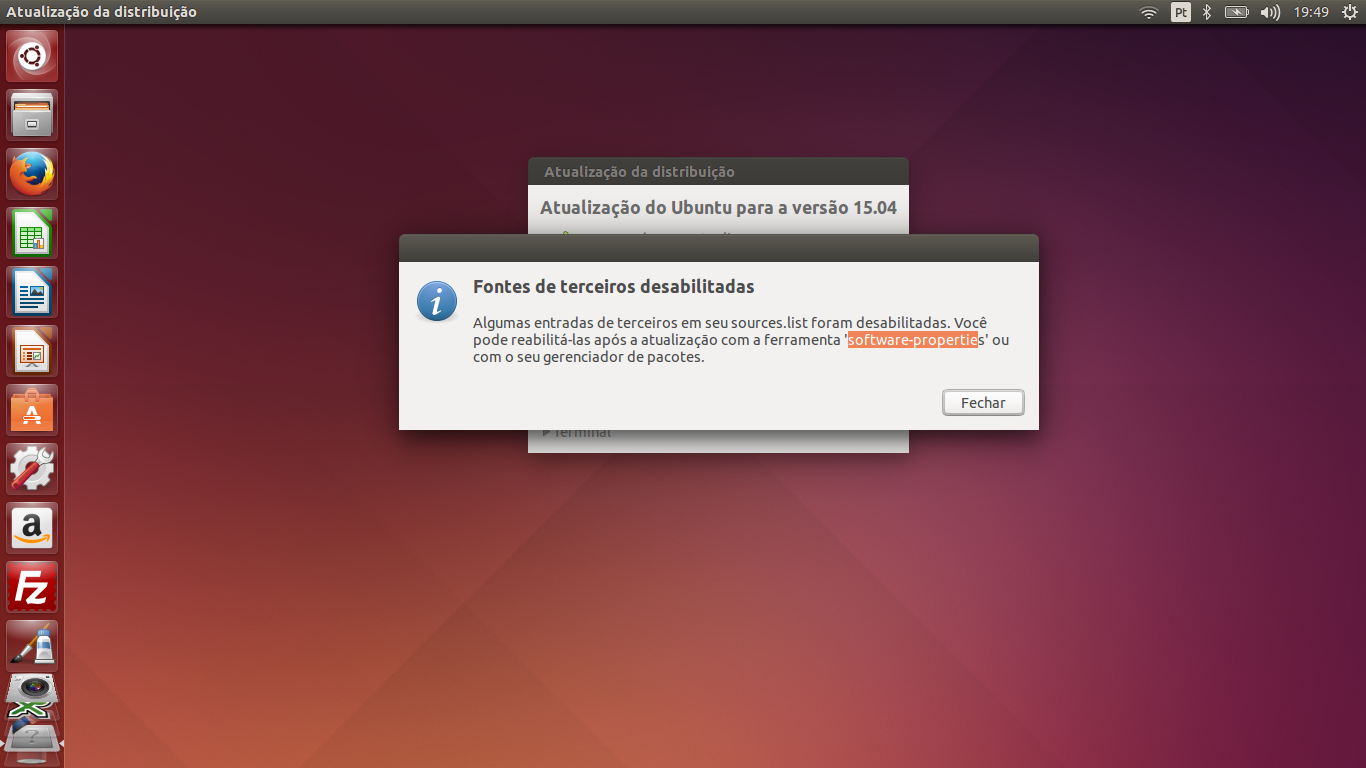 Atualização da distribuição
Pt
19:49
Atualização da distribuição
Atualização do Ubuntu para a versão 15.04
Fontes de terceiros desabilitadas
Algumas entradas de terceiros em seu sources.list foram desabilitadas. Você
pode reabilitá-las após a atualização com a ferramenta 'software-properties' ou
com o seu gerenciador de pacotes.
Fechar
Terminal